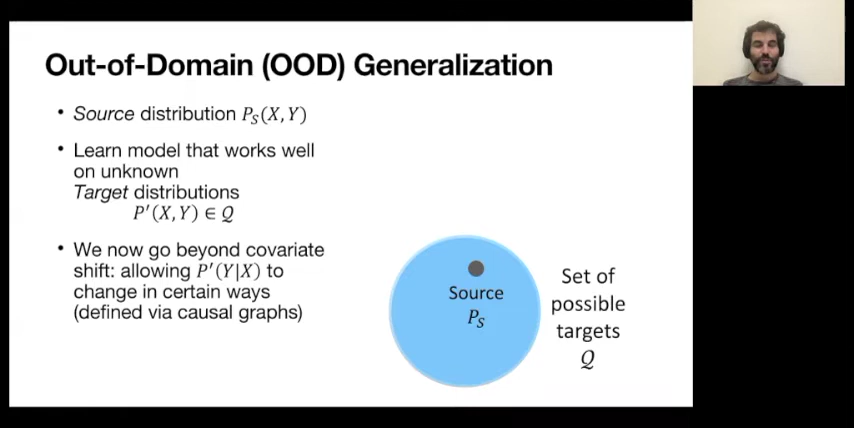 Out-of-Domain (OOD) Generalization
• Source distribution P_S(X,Y)
• Learn model that works well
on unknown
Target distributions
P′(X,Y) ∈ 𝒬
• We now go beyond covariate
shift: allowing P′(Y|X) to
change in certain ways
(defined via causal graphs)
Source
P_S
Set of
possible
targets
𝒬